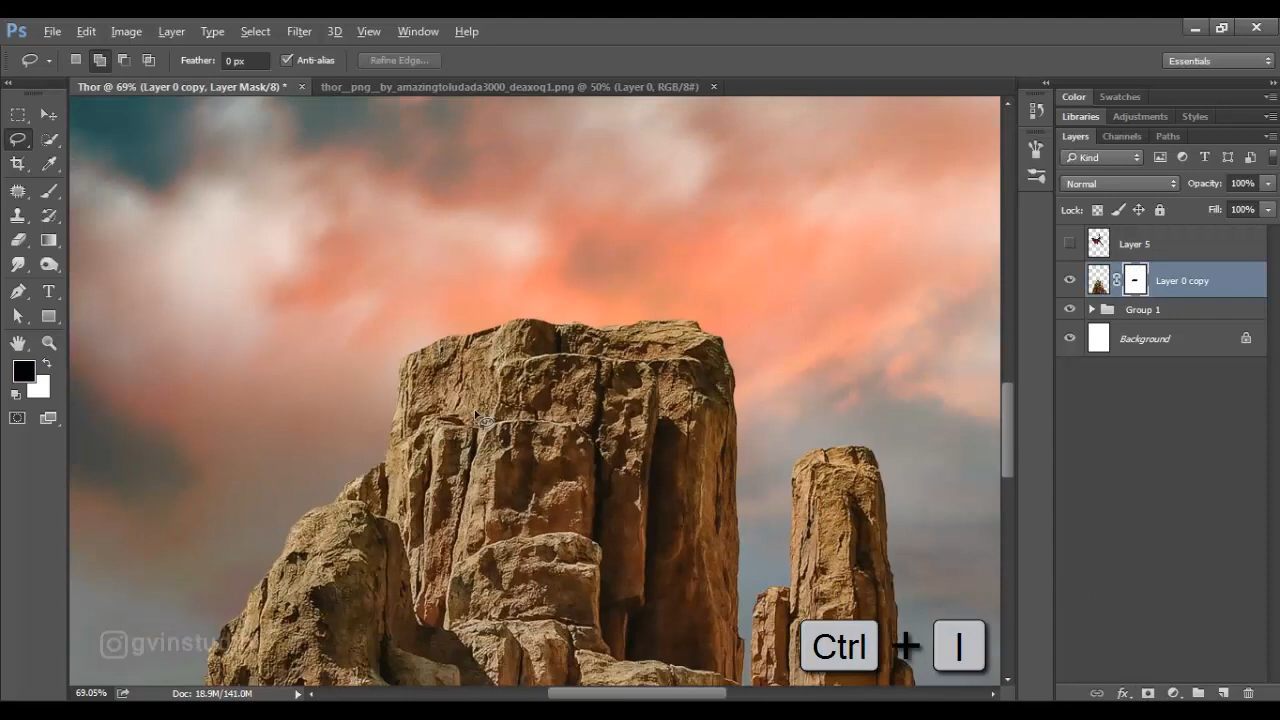 Ps File Edit Image Layer Type Select Filter 3D View Window Help
Feather: 0 px Anti-alias Refine Edge... Essentials
Thor @ 69% (Layer 0 copy, Layer Mask/8) * × thor__png__by_amazingtoludada3000_deaxoq1.png @ 50% (Layer 0, RGB/8#) ×
Color Swatches
Libraries Adjustments Styles
Layers Channels Paths
Kind
Normal Opacity: 100%
Lock: Fill: 100%
Layer 5
Layer 0 copy
Group 1
Background
gvinstu
Ctrl + I
69.05% Doc: 18.9M/141.0M